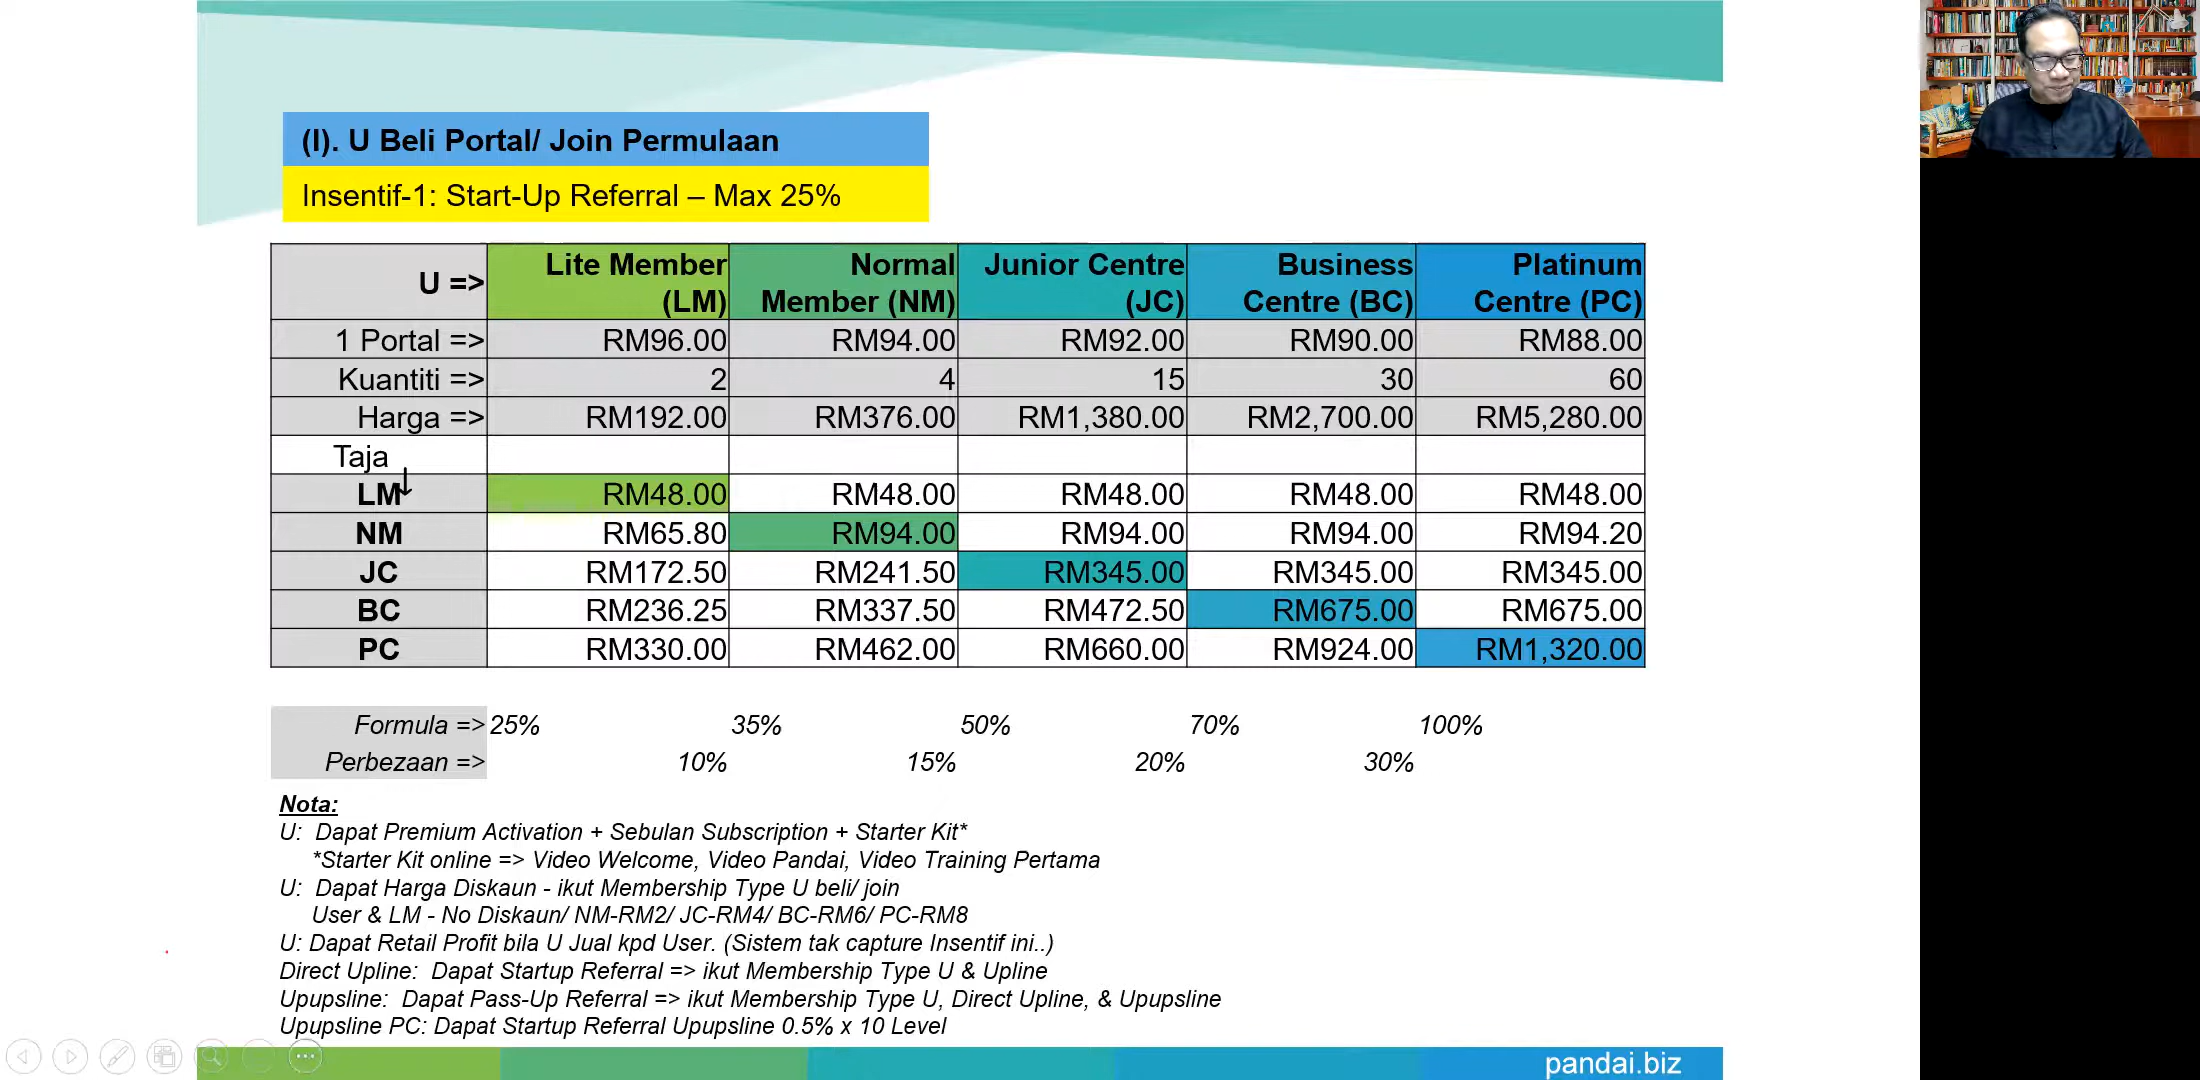 (I). U Beli Portal/ Join Permulaan
Insentif-1: Start-Up Referral – Max 25%
U => Lite Member (LM) Normal Member (NM) Junior Centre (JC) Business Centre (BC) Platinum Centre (PC)
1 Portal => RM96.00 RM94.00 RM92.00 RM90.00 RM88.00
Kuantiti => 2 4 15 30 60
Harga => RM192.00 RM376.00 RM1,380.00 RM2,700.00 RM5,280.00
Taja
LM RM48.00 RM48.00 RM48.00 RM48.00 RM48.00
NM RM65.80 RM94.00 RM94.00 RM94.00 RM94.20
JC RM172.50 RM241.50 RM345.00 RM345.00 RM345.00
BC RM236.25 RM337.50 RM472.50 RM675.00 RM675.00
PC RM330.00 RM462.00 RM660.00 RM924.00 RM1,320.00
Formula => 25% 35% 50% 70% 100%
Perbezaan => 10% 15% 20% 30%
Nota:
U: Dapat Premium Activation + Sebulan Subscription + Starter Kit*
*Starter Kit online => Video Welcome, Video Pandai, Video Training Pertama
U: Dapat Harga Diskaun - ikut Membership Type U beli/ join
User & LM - No Diskaun/ NM-RM2/ JC-RM4/ BC-RM6/ PC-RM8
U: Dapat Retail Profit bila U Jual kpd User. (Sistem tak capture Insentif ini..)
Direct Upline: Dapat Startup Referral => ikut Membership Type U & Upline
Upupsline: Dapat Pass-Up Referral => ikut Membership Type U, Direct Upline, & Upupsline
Upupsline PC: Dapat Startup Referral Upupsline 0.5% x 10 Level
pandai.biz